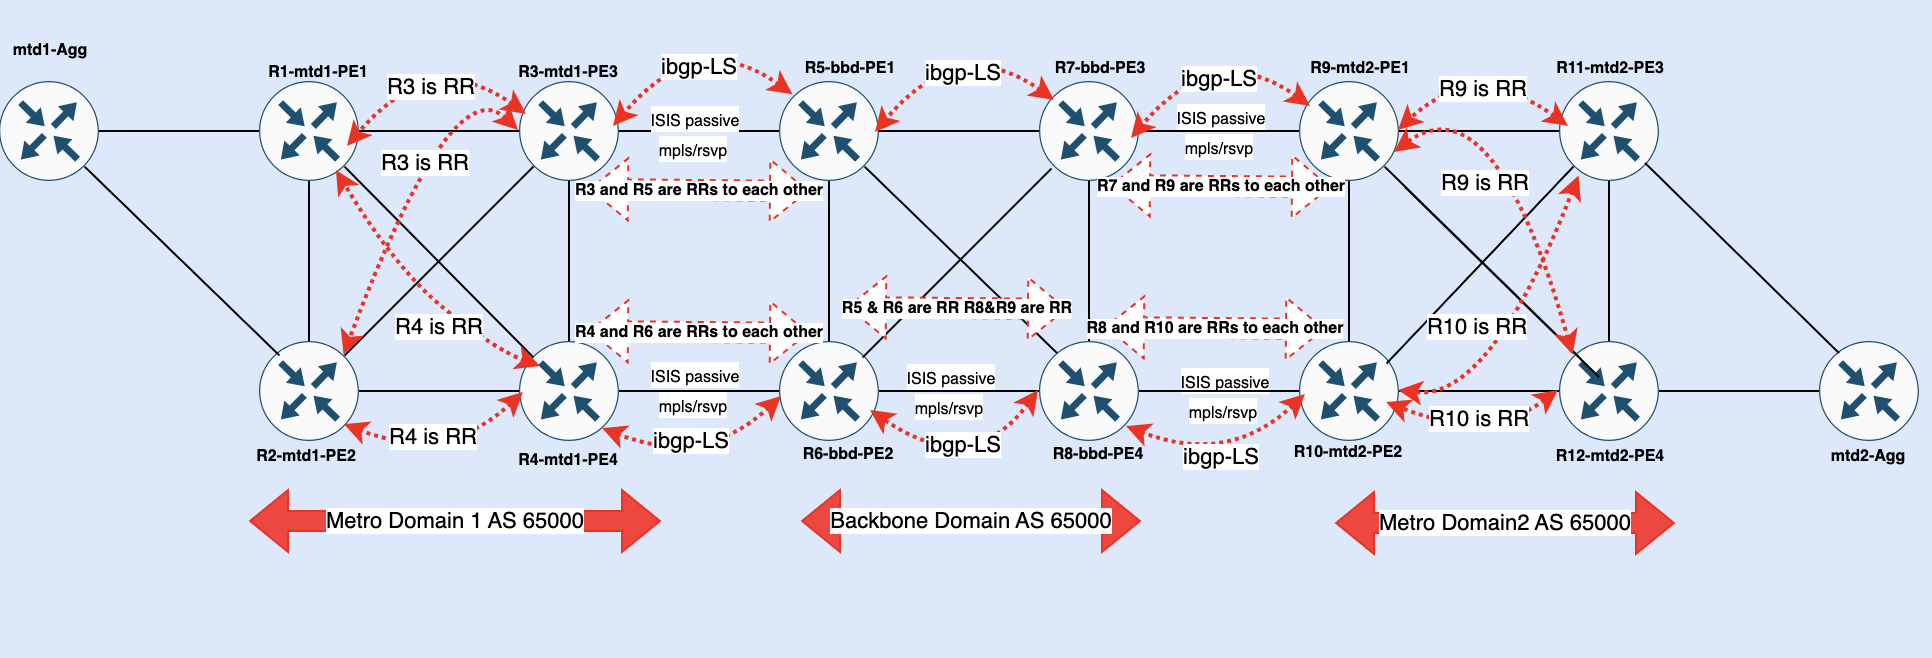 mtd1-Agg
R1-mtd1-PE1
R3 is RR
R3-mtd1-PE3
ibgp-LS
R5-bbd-PE1
ibgp-LS
R7-bbd-PE3
ibgp-LS
R9-mtd2-PE1
R9 is RR
R11-mtd2-PE3
ISIS passive
mpls/rsvp
ISIS passive
mpls/rsvp
R3 is RR
R3 and R5 are RRs to each other
R7 and R9 are RRs to each other
R9 is RR
R5 & R6 are RR R8&R9 are RR
R4 is RR
R4 and R6 are RRs to each other
R8 and R10 are RRs to each other
R10 is RR
ISIS passive
mpls/rsvp
ISIS passive
mpls/rsvp
ISIS passive
mpls/rsvp
R4 is RR
ibgp-LS
ibgp-LS
ibgp-LS
R10 is RR
R2-mtd1-PE2
R4-mtd1-PE4
R6-bbd-PE2
R8-bbd-PE4
R10-mtd2-PE2
R12-mtd2-PE4
mtd2-Agg
Metro Domain 1 AS 65000
Backbone Domain AS 65000
Metro Domain2 AS 65000